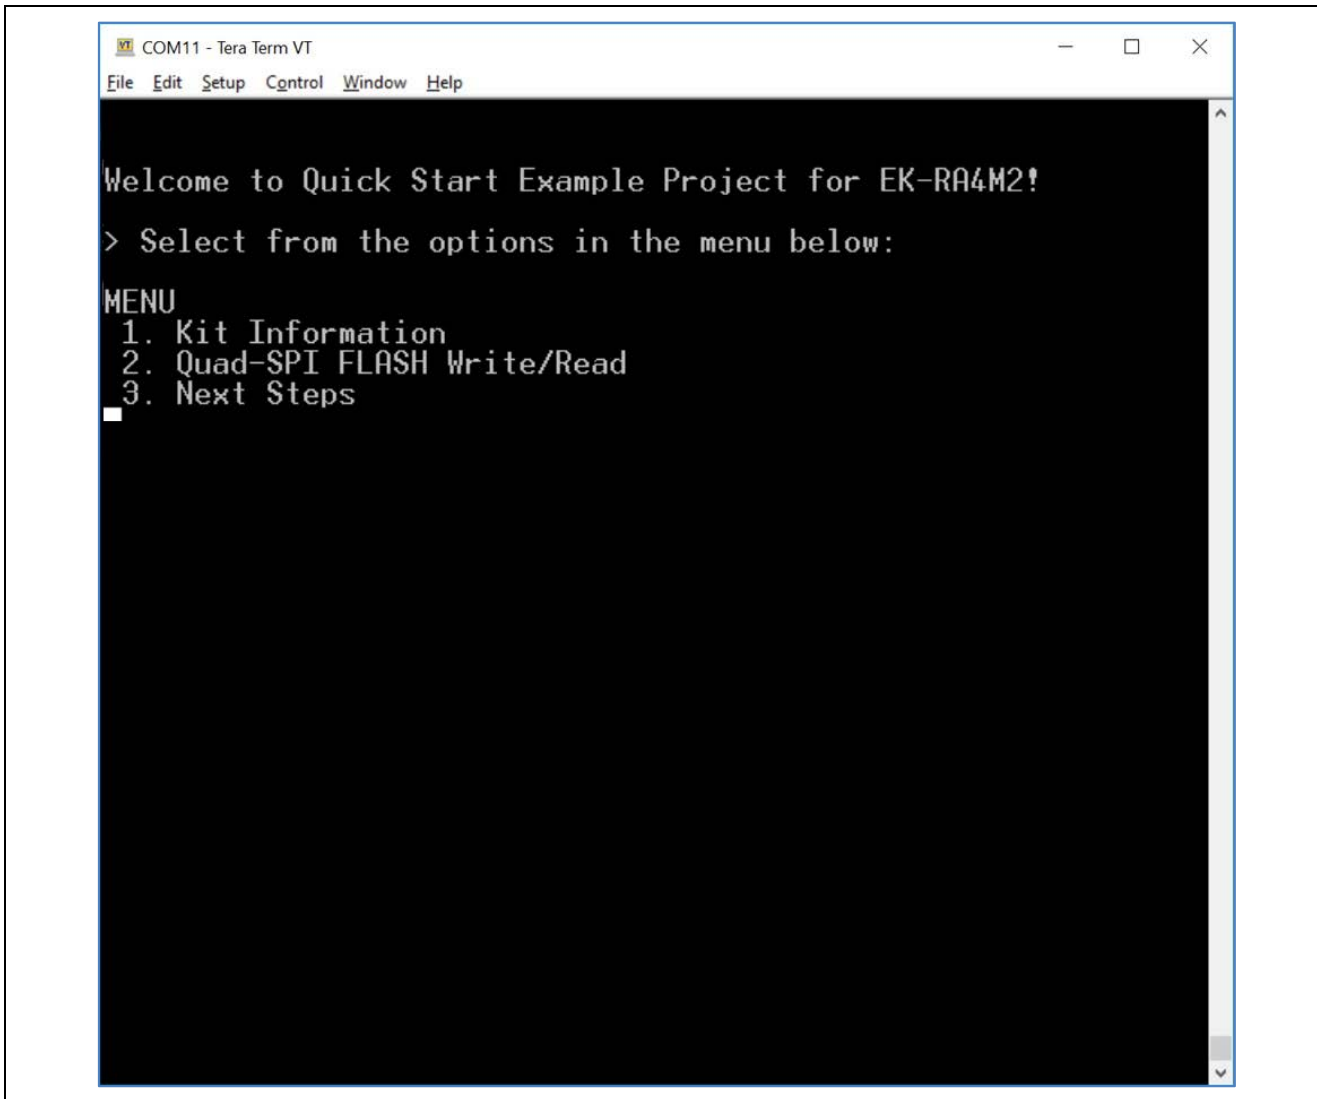 COM11 - Tera Term VT
File Edit Setup Control Window Help
Welcome to Quick Start Example Project for EK-RA4M2!
> Select from the options in the menu below:
MENU
1. Kit Information
2. Quad-SPI FLASH Write/Read
3. Next Steps